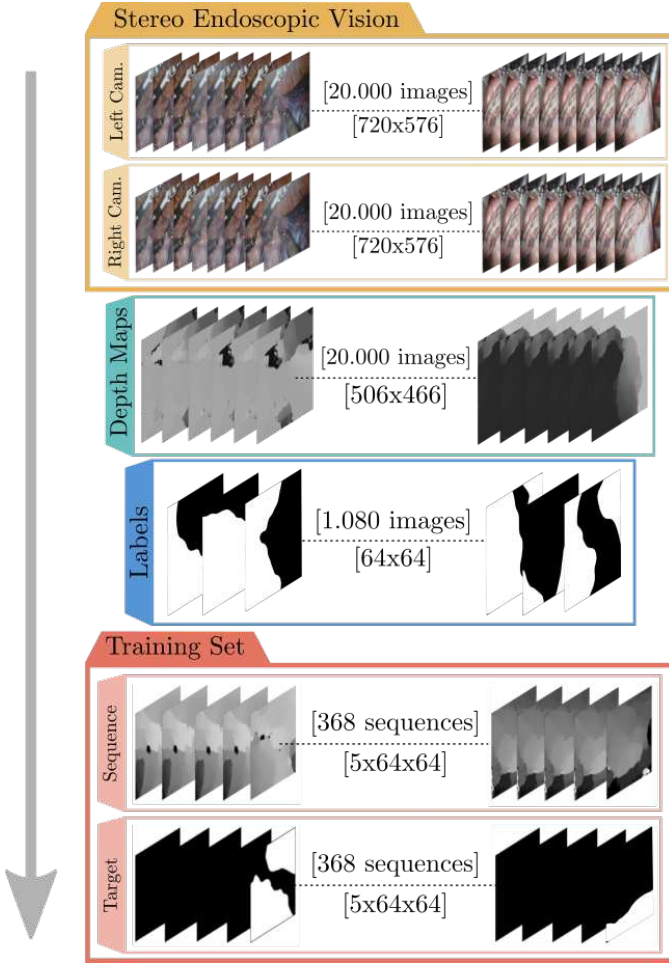 Stereo Endoscopic Vision
Left Cam.
[20.000 images]
[720x576]
Right Cam.
[20.000 images]
[720x576]
Depth Maps
[20.000 images]
[506x466]
Labels
[1.080 images]
[64x64]
Training Set
Sequence
[368 sequences]
[5x64x64]
Target
[368 sequences]
[5x64x64]